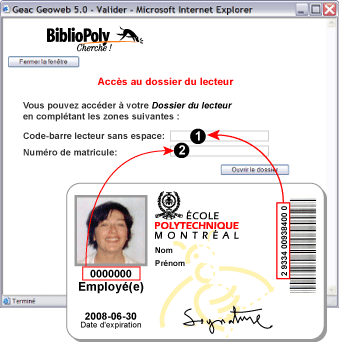 Geac Geoweb 5.0 - Valider - Microsoft Internet Explorer
BiblioPoly
Cherche !
Fermer la fenêtre
Accès au dossier du lecteur
Vous pouvez accéder à votre Dossier du lecteur
en complétant les zones suivantes :
Code-barre lecteur sans espace: 1
Numéro de matricule: 2
Ouvrir le dossier
ÉCOLE
POLYTECHNIQUE
MONTRÉAL
Nom
Prénom
2 9334 00938400 0
0000000
Employé(e)
2008-06-30
Date d'expiration
Signature
Terminé